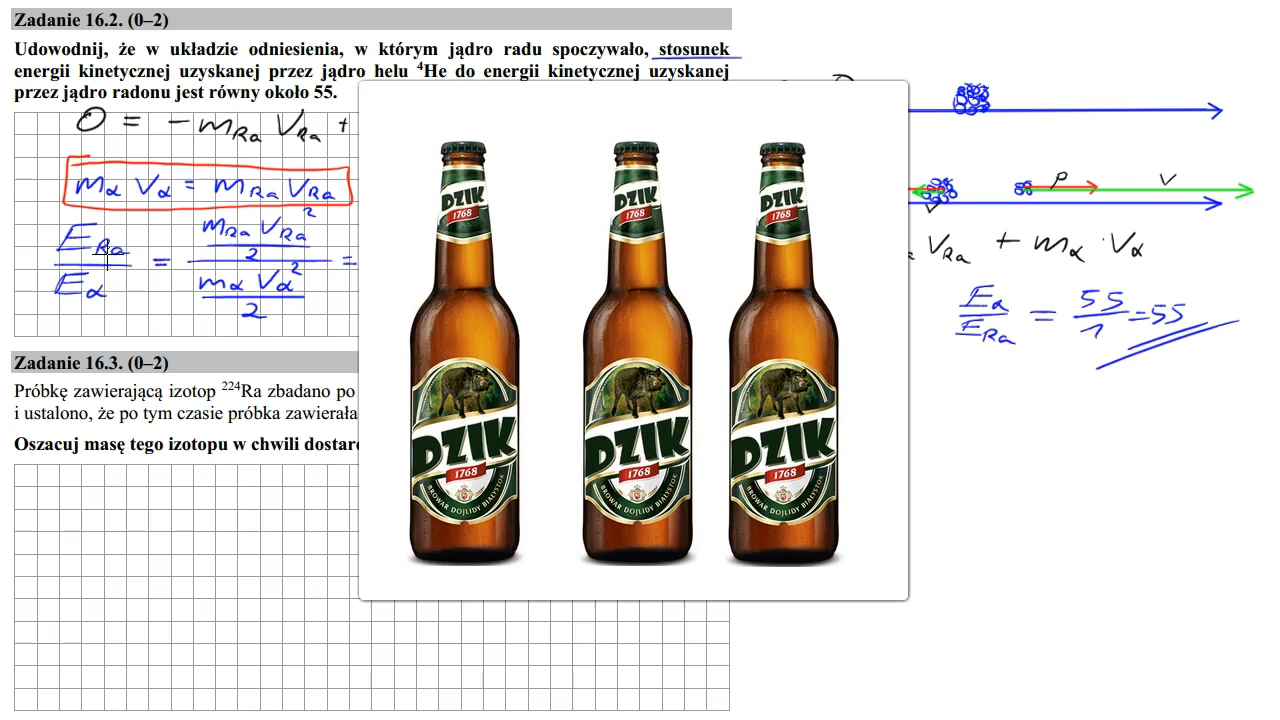 Zadanie 16.2. (0–2)
Udowodnij, że w układzie odniesienia, w którym jądro radu spoczywało, stosunek
energii kinetycznej uzyskanej przez jądro helu ⁴He do energii kinetycznej uzyskanej
przez jądro radonu jest równy około 55.
0 = - m_Ra V_Ra +
m_α V_α = m_Ra V_Ra
E_Ra / E_α = (m_Ra V_Ra² / 2) / (m_α V_α² / 2) =
p V
V_Ra + m_α · V_α
E_α / E_Ra = 55 / 1 = 55
Zadanie 16.3. (0–2)
Próbkę zawierającą izotop ²²⁴Ra zbadano po
i ustalono, że po tym czasie próbka zawierała
Oszacuj masę tego izotopu w chwili dostar
DZIK
1768
DZIK
1768
BROWAR DOJLIDY BIAŁYSTOK
DZIK
1768
DZIK
1768
BROWAR DOJLIDY BIAŁYSTOK
DZIK
1768
DZIK
1768
BROWAR DOJLIDY BIAŁYSTOK